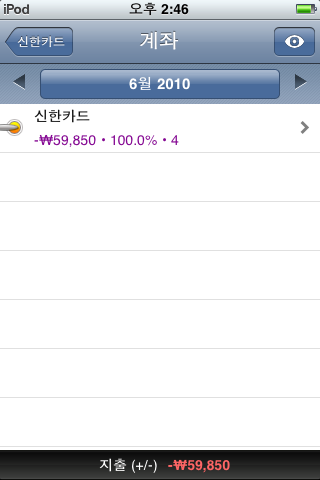 iPod 오후 2:46
신한카드 계좌
6월 2010
신한카드
-₩59,850 • 100.0% • 4
지출 (+/-) -₩59,850